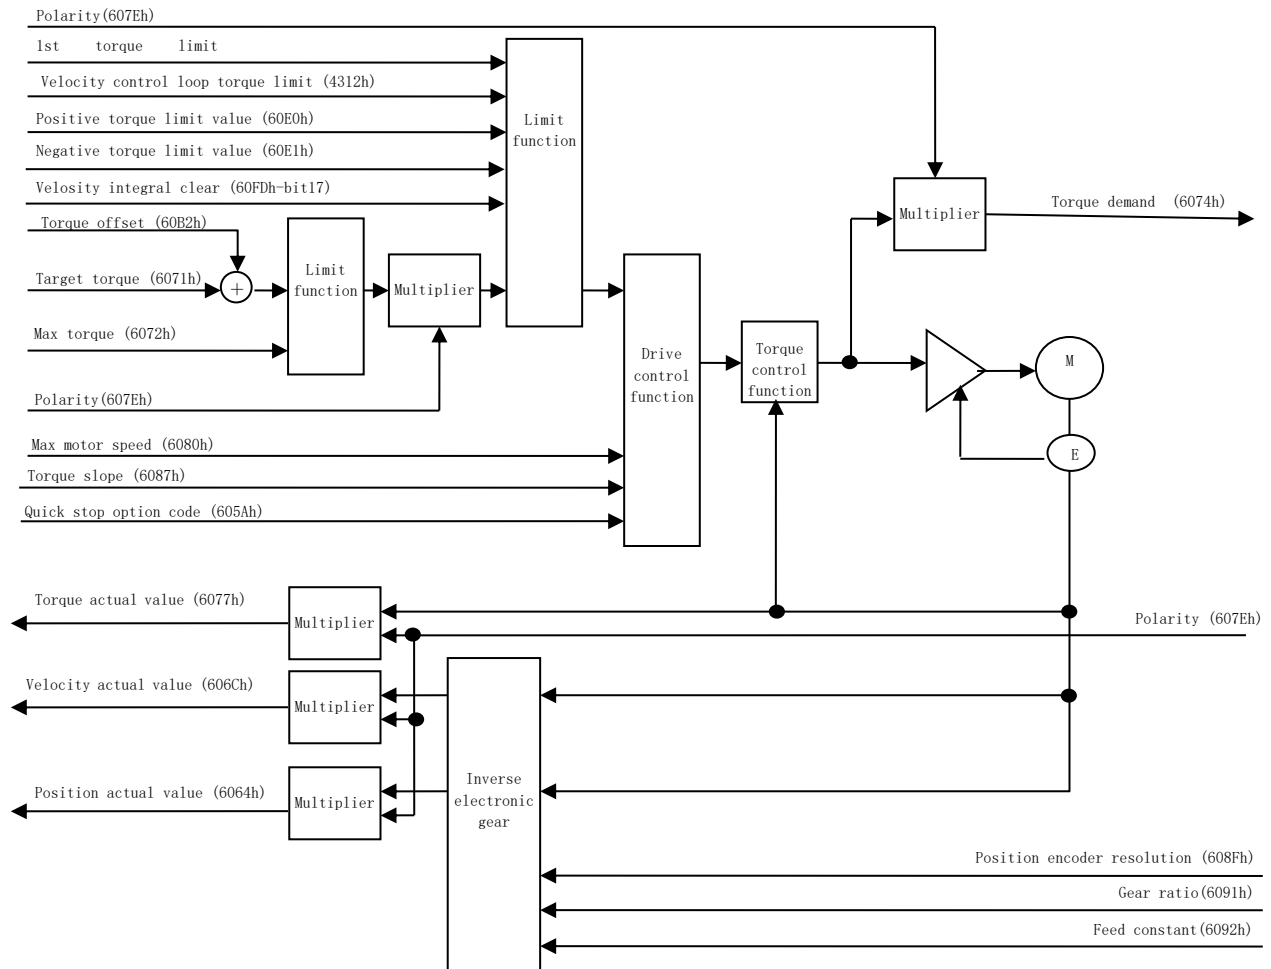 Polarity(607Eh)
1st torque limit
Velocity control loop torque limit (4312h)
Positive torque limit value (60E0h)
Negative torque limit value (60E1h)
Velosity integral clear (60FDh-bit17)
Limit
function
Torque offset (60B2h)
Target torque (6071h)
+
Max torque (6072h)
Limit
function
Multiplier
Polarity(607Eh)
Multiplier
Torque demand (6074h)
Max motor speed (6080h)
Torque slope (6087h)
Quick stop option code (605Ah)
Drive
control
function
Torque
control
function
M
E
Torque actual value (6077h)
Multiplier
Polarity (607Eh)
Velocity actual value (606Ch)
Multiplier
Position actual value (6064h)
Multiplier
Inverse
electronic
gear
Position encoder resolution (608Fh)
Gear ratio(6091h)
Feed constant(6092h)